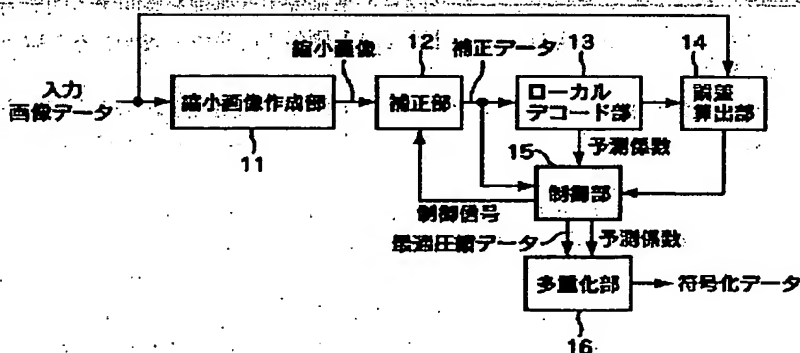 縮小画像
12
補正データ
13
14
入力
画像データ
縮小画像作成部
補正部
ローカル
デコード部
誤差
算出部
11
15
予測係数
制御部
制御信号
最適圧縮データ
予測係数
多重化部
符号化データ
16